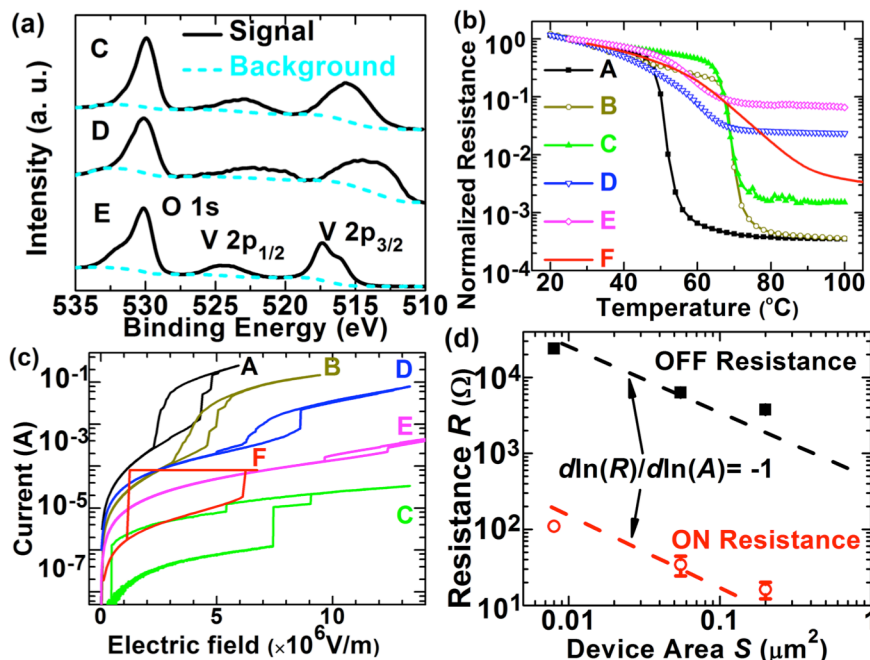 (a)
C
Signal
Background
D
E
O 1s
V 2p1/2
V 2p3/2
Intensity (a. u.)
535 530 525 520 515 510
Binding Energy (eV)
(b)
Normalized Resistance
10^0
10^-1
10^-2
10^-3
10^-4
A
B
C
D
E
F
20 40 60 80 100
Temperature (°C)
(c)
Current (A)
10^-1
10^-3
10^-5
10^-7
A
B
D
E
F
C
0 5 10
Electric field (×10^6V/m)
(d)
Resistance R (Ω)
10^4
10^3
10^2
10^1
OFF Resistance
dln(R)/dln(A)= -1
ON Resistance
0.01 0.1 1
Device Area S (μm^2)